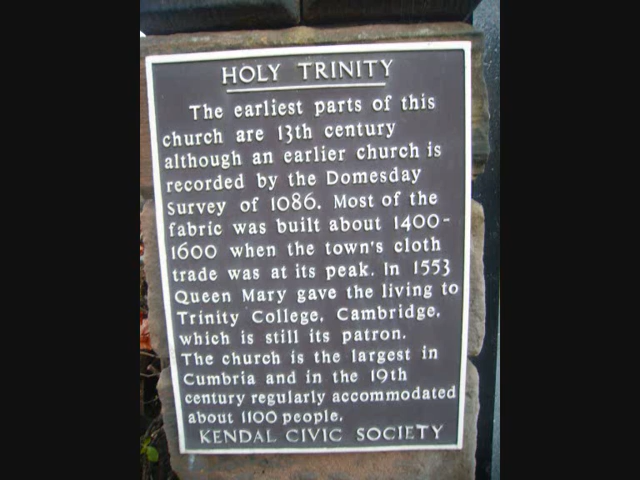 HOLY TRINITY
The earliest parts of this
church are 13th century
although an earlier church is
recorded by the Domesday
Survey of 1086. Most of the
fabric was built about 1400-
1600 when the town's cloth
trade was at its peak. In 1553
Queen Mary gave the living to
Trinity College, Cambridge,
which is still its patron.
The church is the largest in
Cumbria and in the 19th
century regularly accommodated
about 1100 people.
KENDAL CIVIC SOCIETY